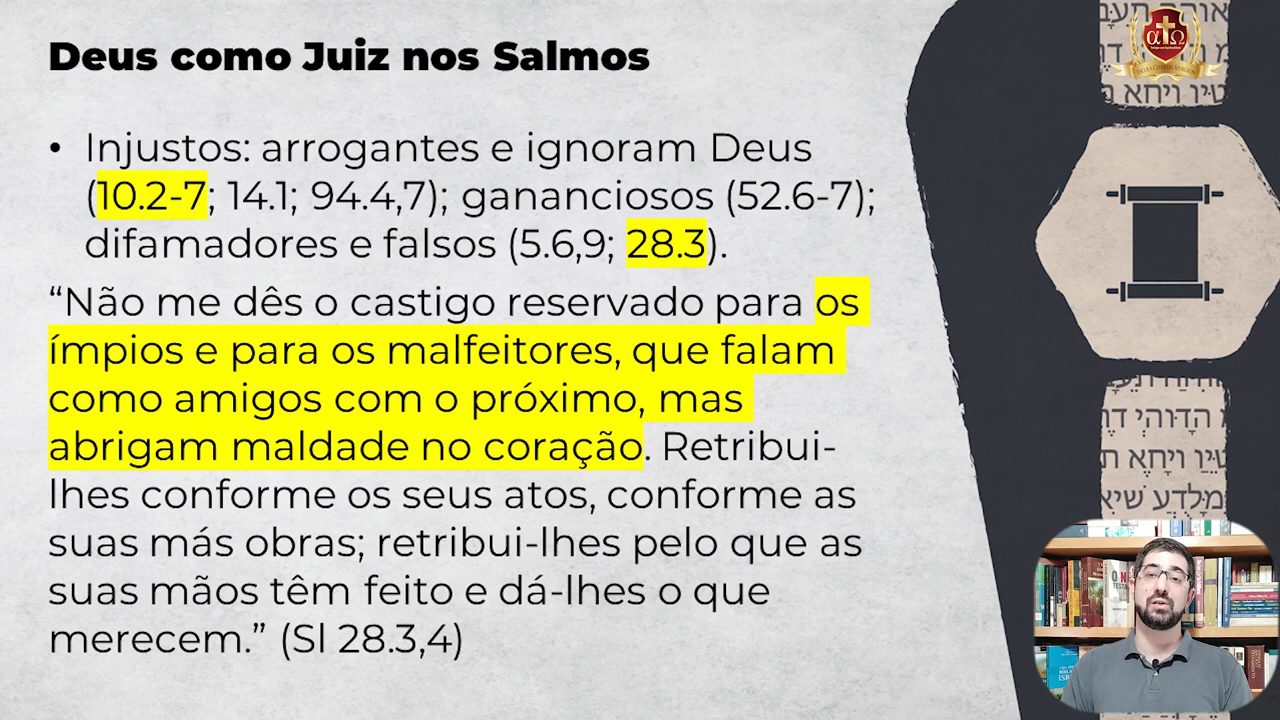 Deus como Juiz nos Salmos
• Injustos: arrogantes e ignoram Deus
(10.2-7; 14.1; 94.4,7); gananciosos (52.6-7);
difamadores e falsos (5.6,9; 28.3).
“Não me dês o castigo reservado para os
ímpios e para os malfeitores, que falam
como amigos com o próximo, mas
abrigam maldade no coração. Retribui-
lhes conforme os seus atos, conforme as
suas más obras; retribui-lhes pelo que as
suas mãos têm feito e dá-lhes o que
merecem.” (Sl 28.3,4)
α Ω